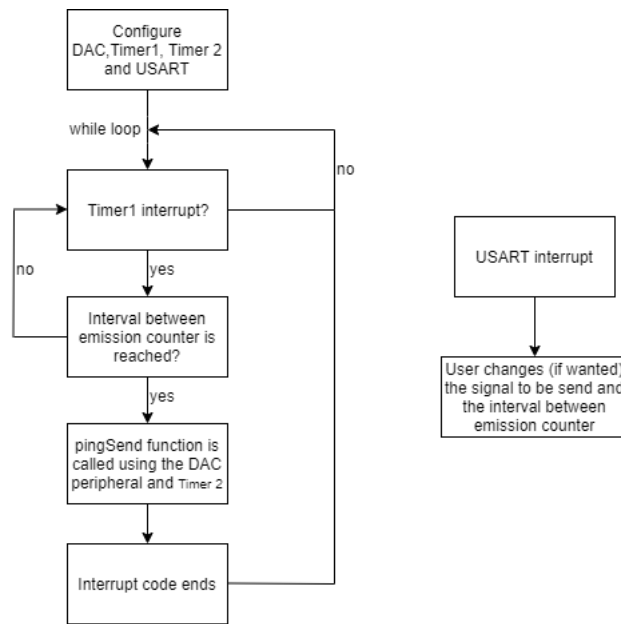 Configure
DAC,Timer1, Timer 2
and USART
while loop
no
Timer1 interrupt?
USART interrupt
no
yes
Interval between
emission counter is
reached?
User changes (if wanted)
the signal to be send and
the interval between
emission counter
yes
pingSend function is
called using the DAC
peripheral and Timer 2
Interrupt code ends